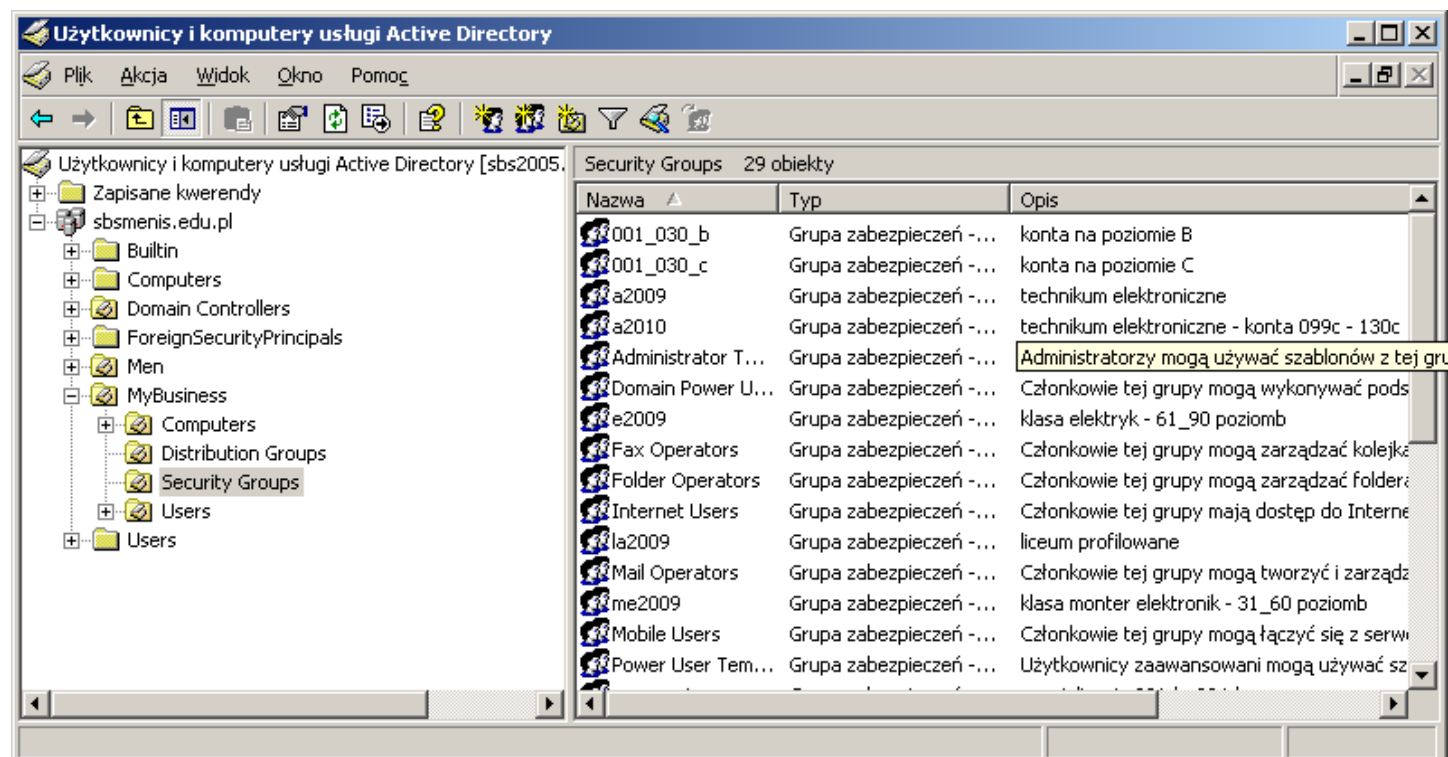 Użytkownicy i komputery usługi Active Directory
Plik Akcja Widok Okno Pomoc
Użytkownicy i komputery usługi Active Directory [sbs2005.
Zapisane kwerendy
sbsmenis.edu.pl
Builtin
Computers
Domain Controllers
ForeignSecurityPrincipals
Men
MyBusiness
Computers
Distribution Groups
Security Groups
Users
Users
Security Groups 29 obiekty
Nazwa Typ Opis
001_030_b Grupa zabezpieczeń -... konta na poziomie B
001_030_c Grupa zabezpieczeń -... konta na poziomie C
a2009 Grupa zabezpieczeń -... technikum elektroniczne
a2010 Grupa zabezpieczeń -... technikum elektroniczne - konta 099c - 130c
Administrator T... Grupa zabezpieczeń -... Administratorzy mogą używać szablonów z tej gru
Domain Power U... Grupa zabezpieczeń -... Członkowie tej grupy mogą wykonywać pods
e2009 Grupa zabezpieczeń -... klasa elektryk - 61_90 poziomb
Fax Operators Grupa zabezpieczeń -... Członkowie tej grupy mogą zarządzać kolejka
Folder Operators Grupa zabezpieczeń -... Członkowie tej grupy mogą zarządzać foldera
Internet Users Grupa zabezpieczeń -... Członkowie tej grupy mają dostęp do Interne
la2009 Grupa zabezpieczeń -... liceum profilowane
Mail Operators Grupa zabezpieczeń -... Członkowie tej grupy mogą tworzyć i zarządz
me2009 Grupa zabezpieczeń -... klasa monter elektronik - 31_60 poziomb
Mobile Users Grupa zabezpieczeń -... Członkowie tej grupy mogą łączyć się z serwe
Power User Tem... Grupa zabezpieczeń -... Użytkownicy zaawansowani mogą używać sz